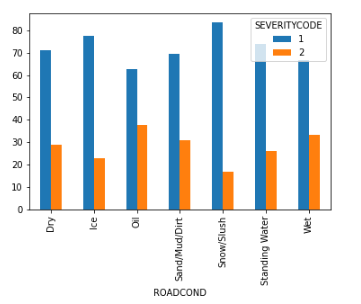 SEVERITYCODE
1
2
80
70
60
50
40
30
20
10
0
Dry
Ice
Oil
Sand/Mud/Dirt
Snow/Slush
Standing Water
Wet
ROADCOND